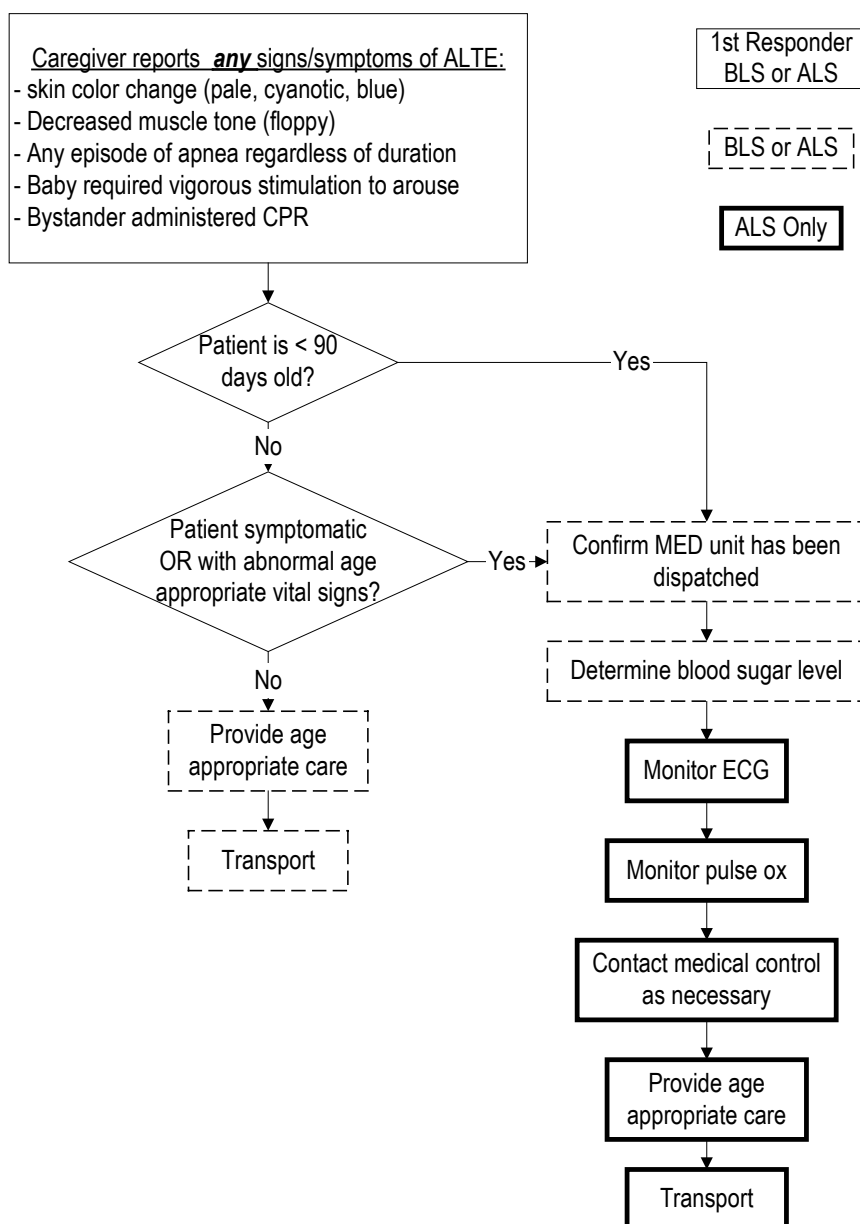 Caregiver reports any signs/symptoms of ALTE:
- skin color change (pale, cyanotic, blue)
- Decreased muscle tone (floppy)
- Any episode of apnea regardless of duration
- Baby required vigorous stimulation to arouse
- Bystander administered CPR
1st Responder
BLS or ALS
BLS or ALS
ALS Only
Patient is < 90
days old?
Yes
No
Patient symptomatic
OR with abnormal age
appropriate vital signs?
Yes
Confirm MED unit has been
dispatched
Determine blood sugar level
No
Provide age
appropriate care
Transport
Monitor ECG
Monitor pulse ox
Contact medical control
as necessary
Provide age
appropriate care
Transport